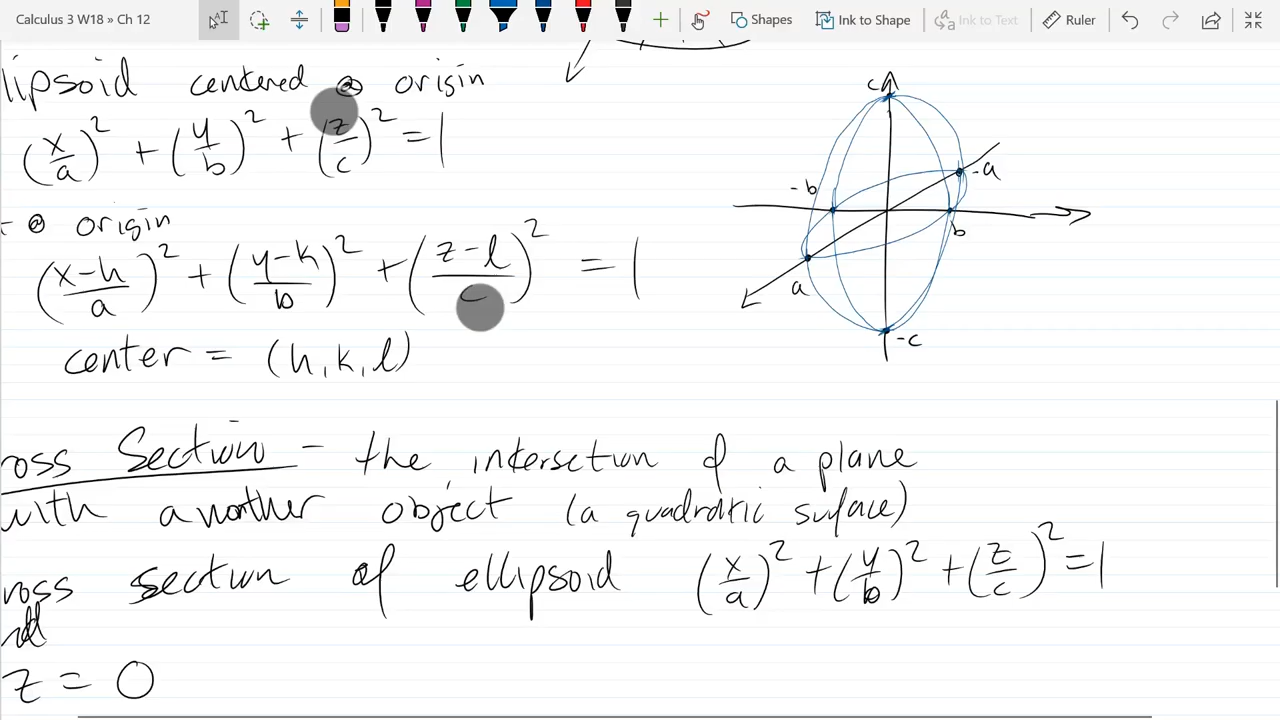 Calculus 3 W18 » Ch 12
Shapes
Ink to Shape
Ink to Text
Ruler
lipsoid centered @ origin
(x/a)² + (y/b)² + (z/c)² = 1
@ origin
(x-h/a)² + (y-k/b)² + (z-l/c)² = 1
center = (h, k, l)
c
-a
-b
b
a
-c
ross Section - the intersction of a plane
with another object (a quadratic surface)
ross section of ellipsoid (x/a)² + (y/b)² + (z/c)² = 1
z = 0